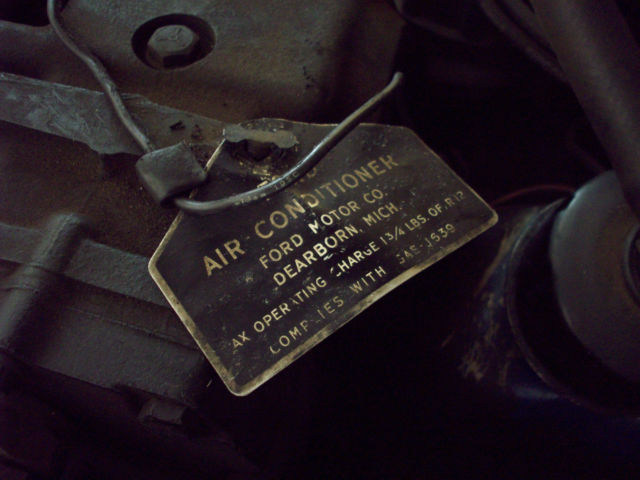 AIR CONDITIONER
FORD MOTOR CO.
DEARBORN, MICH.
AX OPERATING CHARGE 1 3/4 LBS. OF R12
COMPLIES WITH SAE-J639